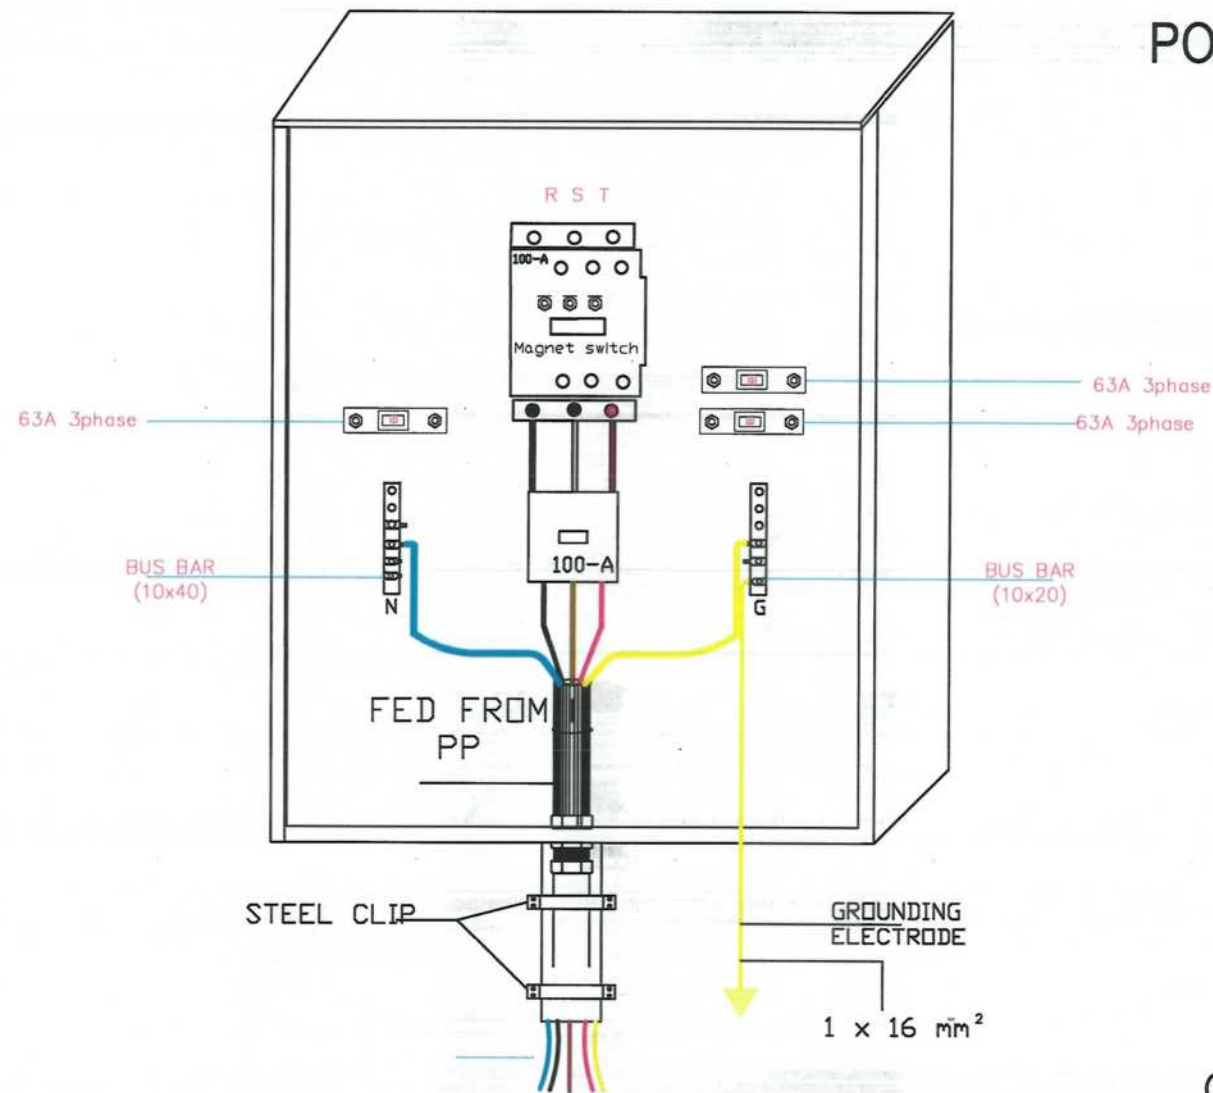 PO
R S T
100-A
Magnet switch
63A 3phase
63A 3phase
63A 3phase
100-A
BUS BAR
(10x40)
N
BUS BAR
(10x20)
G
FED FROM
PP
STEEL CLIP
GROUNDING
ELECTRODE
1 x 16 mm²